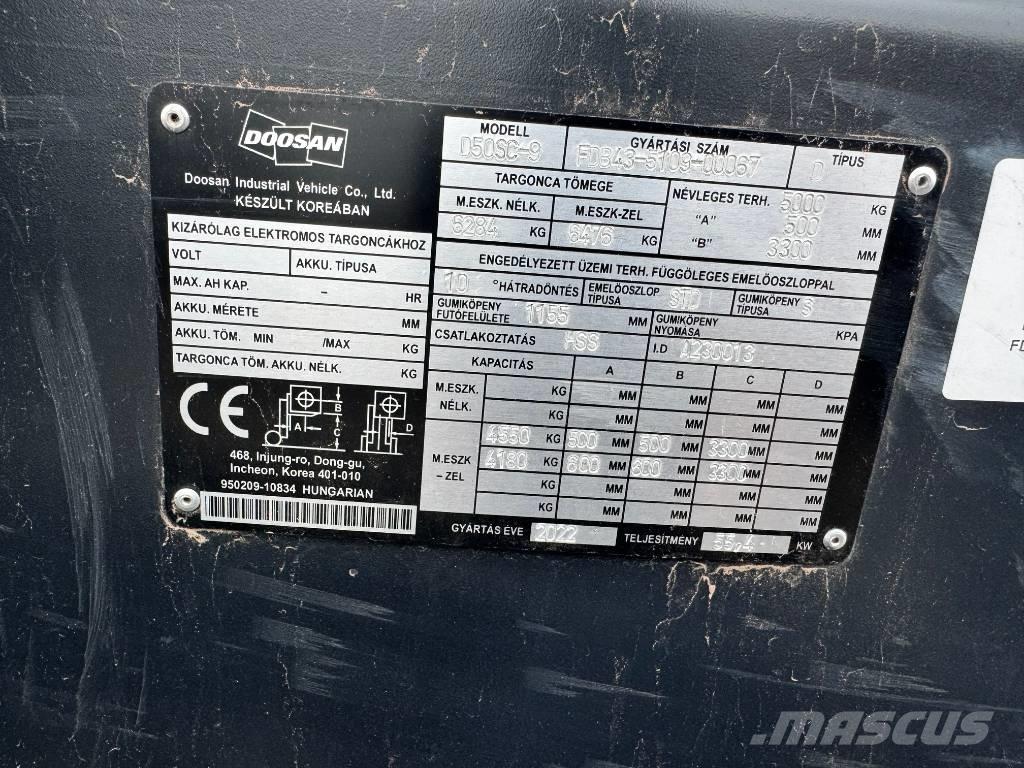 DOOSAN
Doosan Industrial Vehicle Co., Ltd.
KÉSZÜLT KOREÁBAN
KIZÁRÓLAG ELEKTROMOS TARGONCÁKHOZ
VOLT AKKU. TÍPUSA
MAX. AH KAP. – HR
AKKU. MÉRETE MM
AKKU. TÖM. MIN /MAX KG
TARGONCA TÖM. AKKU. NÉLK. KG
CE
A B C D
468, Injung-ro, Dong-gu,
Incheon, Korea 401-010
950209-10834 HUNGARIAN
MODELL GYÁRTÁSI SZÁM TÍPUS
D50SC-9 FDB43-5109-00067 D
TARGONCA TÖMEGE NÉVLEGES TERH. 5000 KG
M.ESZK. NÉLK. M.ESZK-ZEL "A" 500 MM
6284 KG 6476 KG "B" 3300 MM
ENGEDÉLYEZETT ÜZEMI TERH. FÜGGŐLEGES EMELŐOSZLOPPAL
10 °HÁTRADÖNTÉS EMELŐOSZLOP TÍPUSA STD GUMIKÖPENY TÍPUSA S
GUMIKÖPENY FUTÓFELÜLETE 1155 MM GUMIKÖPENY NYOMÁSA KPA
CSATLAKOZTATÁS HSS I.D A230013
KAPACITÁS A B C D
M.ESZK. NÉLK. KG MM MM MM MM
KG MM MM MM MM
M.ESZK – ZEL 4550 KG 500 MM 500 MM 3300 MM MM
4180 KG 600 MM 600 MM 3300 MM MM
KG MM MM MM MM
GYÁRTÁS ÉVE 2022 TELJESÍTMÉNY 55,4 KW
FD
MASCUS